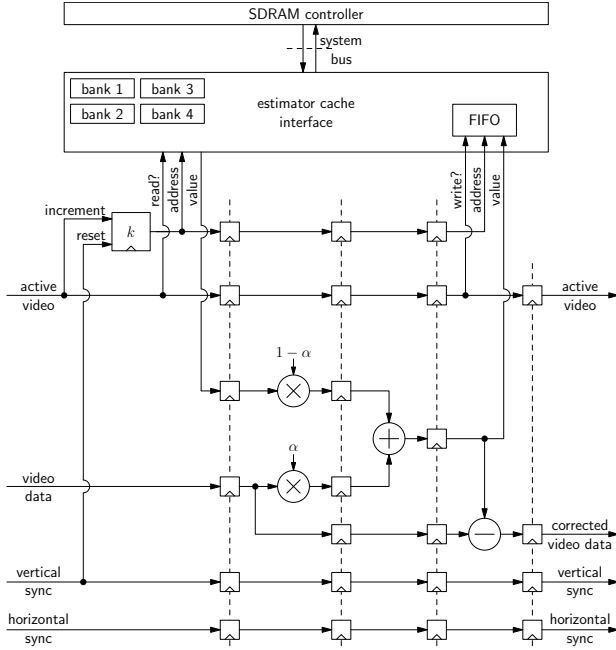 SDRAM controller
system
bus
bank 1
bank 3
bank 2
bank 4
estimator cache
interface
FIFO
read?
address
value
write?
address
value
increment
reset
k
active
video
active
video
1 − α
×
+
α
×
video
data
−
corrected
video data
vertical
sync
vertical
sync
horizontal
sync
horizontal
sync